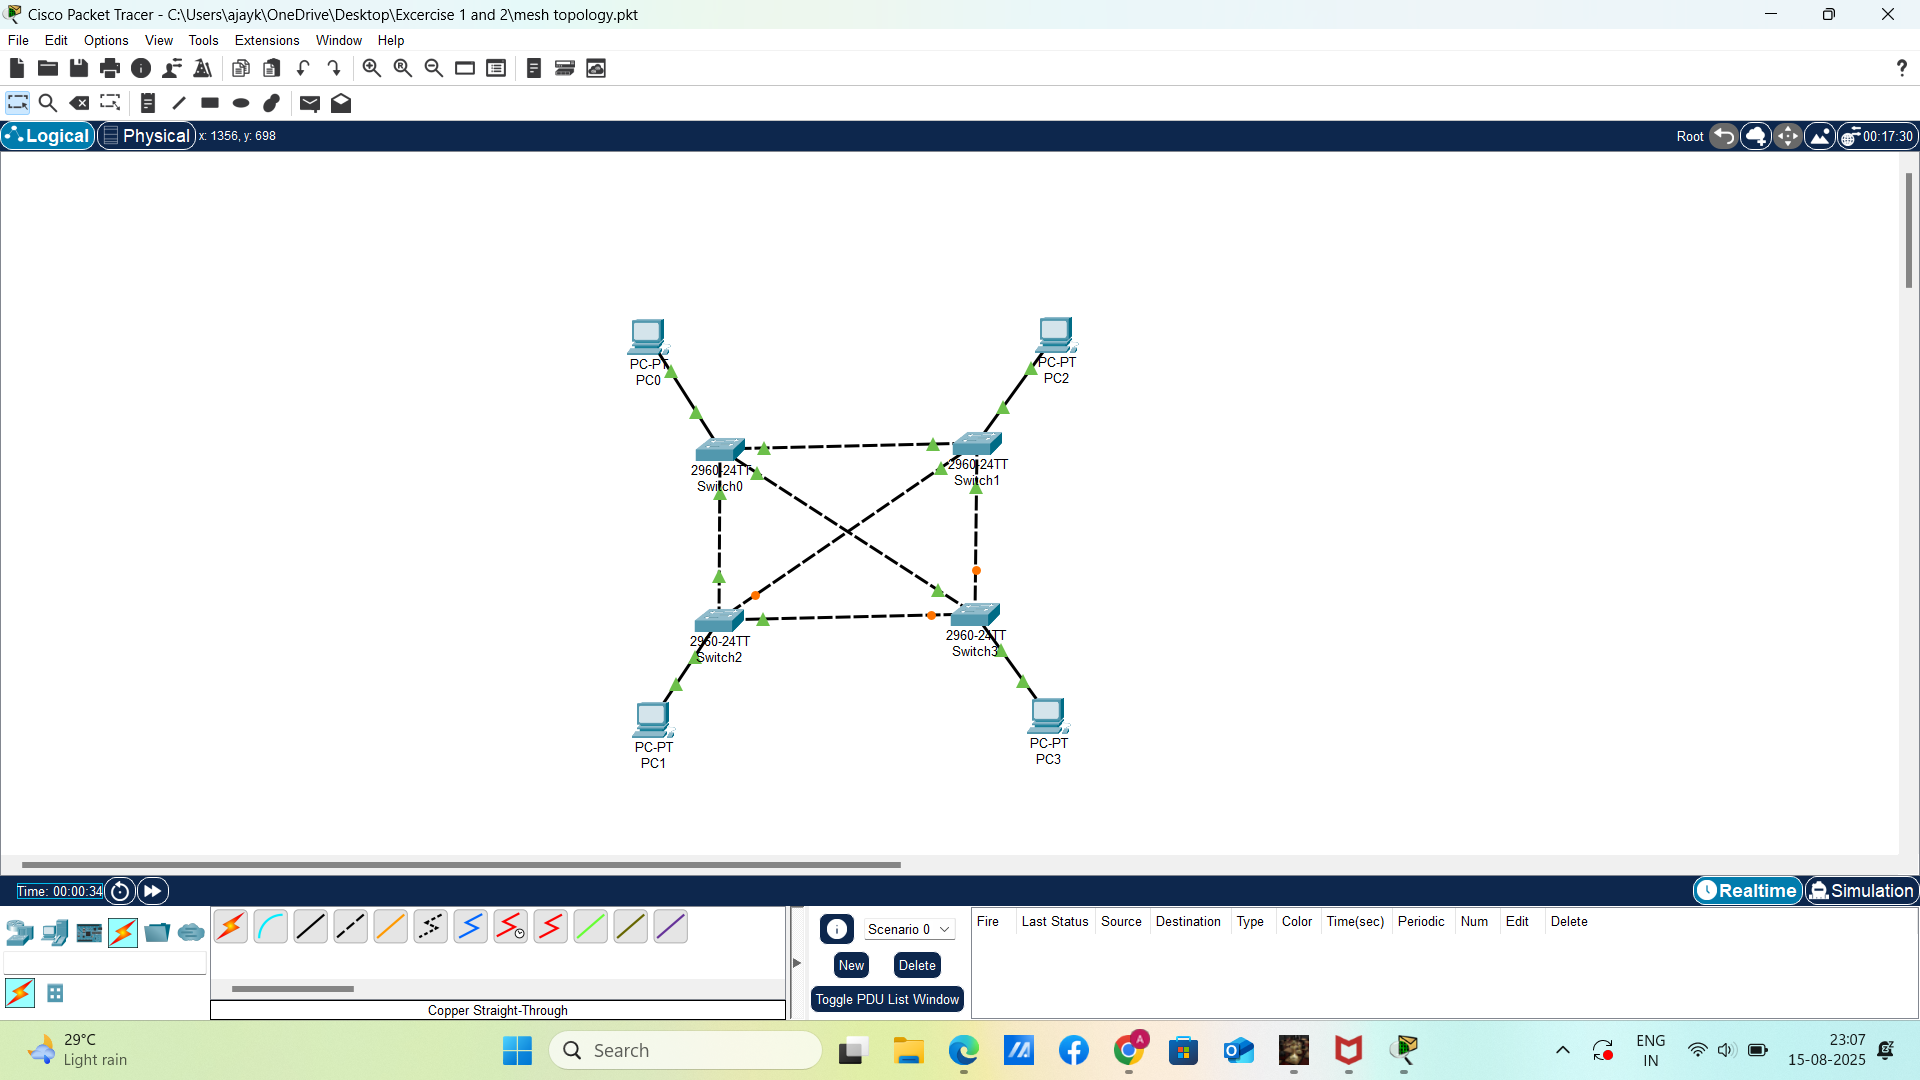 Cisco Packet Tracer - C:\Users\ajayk\OneDrive\Desktop\Excercise 1 and 2\mesh topology.pkt
File Edit Options View Tools Extensions Window Help
?
Logical Physical x: 1356, y: 698 Root 00:17:30
PC-PT
PC0
PC-PT
PC2
2960-24TT
Switch0
2960-24TT
Switch1
2960-24TT
Switch2
2960-24TT
Switch3
PC-PT
PC1
PC-PT
PC3
Time: 00:00:34 Realtime Simulation
Scenario 0
New Delete
Toggle PDU List Window
Fire Last Status Source Destination Type Color Time(sec) Periodic Num Edit Delete
Copper Straight-Through
29°C
Light rain
Search
A
ENG
IN
23:07
15-08-2025